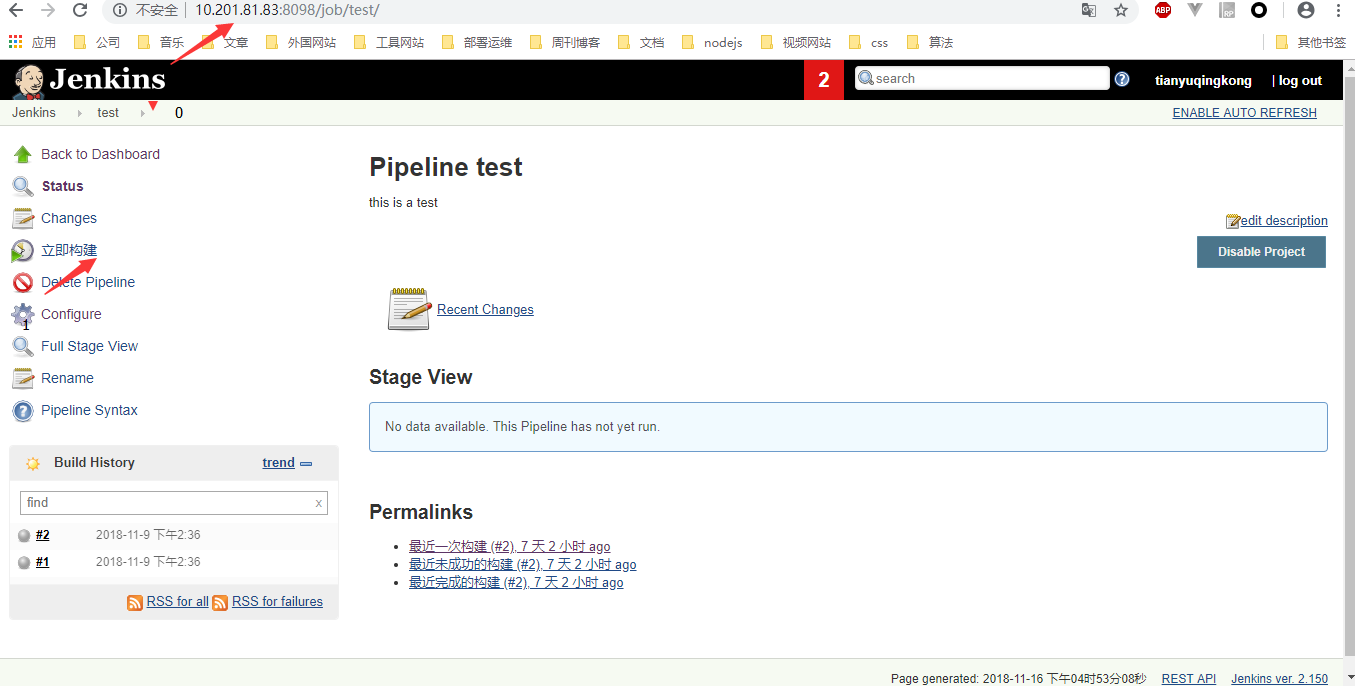 不安全 10.201.81.83:8098/job/test/ ABP RP
应用 公司 音乐 文章 外国网站 工具网站 部署运维 周刊博客 文档 nodejs 视频网站 css 算法 其他书签
Jenkins 2 search ? tianyuqingkong | log out
Jenkins test 0 ENABLE AUTO REFRESH
Back to Dashboard
Status
Changes
立即构建
Delete Pipeline
Configure
1
Full Stage View
Rename
Pipeline Syntax
Build History trend
find x
#2 2018-11-9 下午2:36
#1 2018-11-9 下午2:36
RSS for all RSS for failures
Pipeline test
this is a test
edit description
Disable Project
Recent Changes
Stage View
No data available. This Pipeline has not yet run.
Permalinks
最近一次构建 (#2), 7 天 2 小时 ago
最近未成功的构建 (#2), 7 天 2 小时 ago
最近完成的构建 (#2), 7 天 2 小时 ago
Page generated: 2018-11-16 下午04时53分08秒 REST API Jenkins ver. 2.150